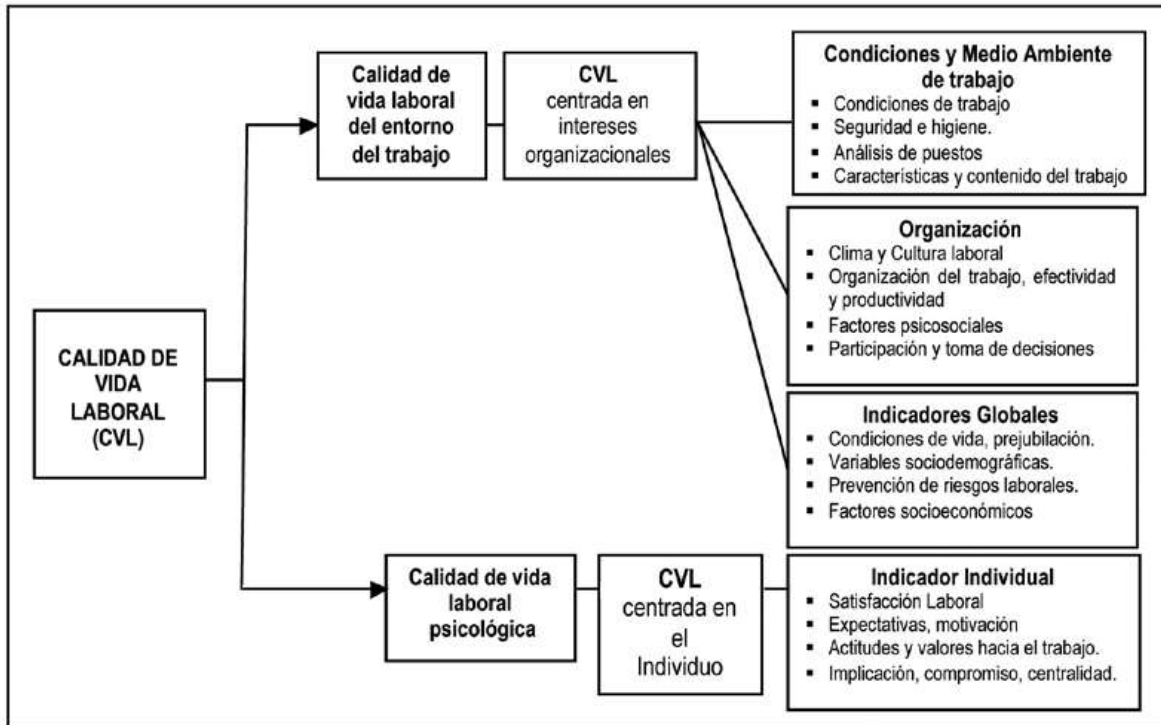 CALIDAD DE
VIDA
LABORAL
(CVL)
Calidad de
vida laboral
del entorno
del trabajo
CVL
centrada en
intereses
organizacionales
Condiciones y Medio Ambiente
de trabajo
▪ Condiciones de trabajo
▪ Seguridad e higiene.
▪ Análisis de puestos
▪ Características y contenido del trabajo
Organización
▪ Clima y Cultura laboral
▪ Organización del trabajo, efectividad
y productividad
▪ Factores psicosociales
▪ Participación y toma de decisiones
Indicadores Globales
▪ Condiciones de vida, prejubilación.
▪ Variables sociodemográficas.
▪ Prevención de riesgos laborales.
▪ Factores socioeconómicos
Calidad de vida
laboral
psicológica
CVL
centrada en
el
Individuo
Indicador Individual
▪ Satisfacción Laboral
▪ Expectativas, motivación
▪ Actitudes y valores hacia el trabajo.
▪ Implicación, compromiso, centralidad.